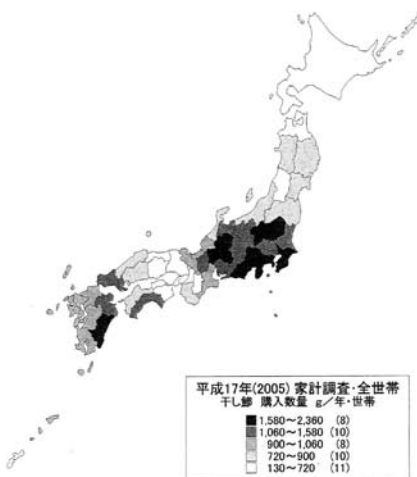 平成17年(2005) 家計調査・全世帯
干し鰺 購入数量 g/年・世帯
1,580～2,360 (8)
1,060～1,580 (10)
900～1,060 (8)
720～900 (10)
130～720 (11)